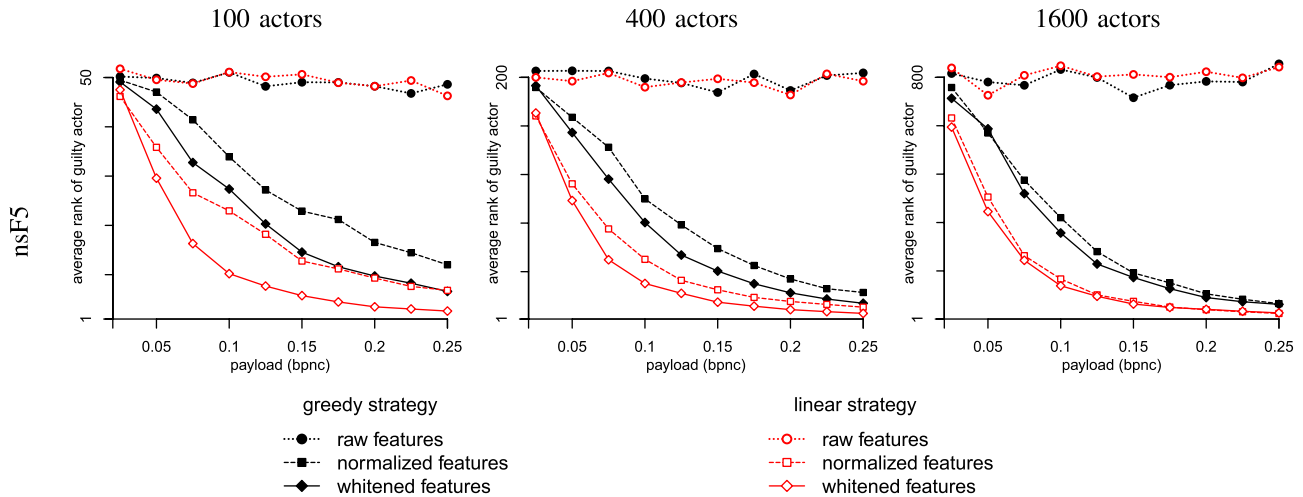 100 actors
400 actors
1600 actors
nsF5
average rank of guilty actor
50
1
0.05 0.1 0.15 0.2 0.25
payload (bpnc)
average rank of guilty actor
200
1
0.05 0.1 0.15 0.2 0.25
payload (bpnc)
average rank of guilty actor
800
1
0.05 0.1 0.15 0.2 0.25
payload (bpnc)
greedy strategy
raw features
normalized features
whitened features
linear strategy
raw features
normalized features
whitened features